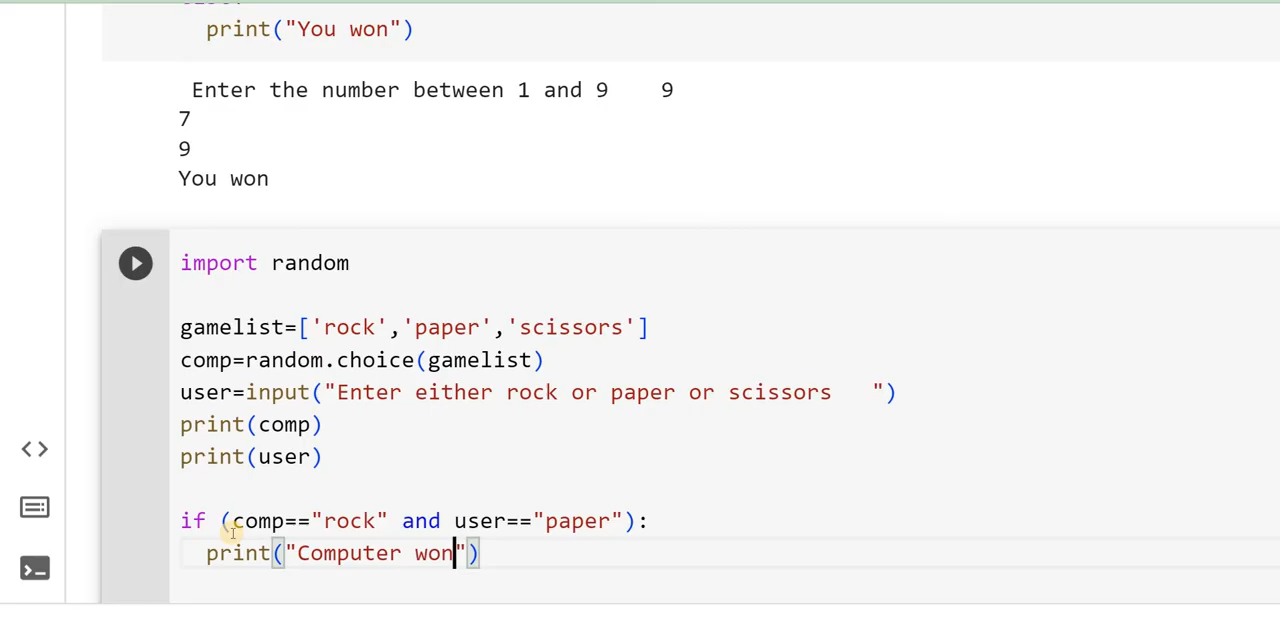 print("You won")
Enter the number between 1 and 9    9
7
9
You won
import random
gamelist=['rock','paper','scissors']
comp=random.choice(gamelist)
user=input("Enter either rock or paper or scissors   ")
print(comp)
print(user)
if (comp=="rock" and user=="paper"):
  print("Computer won")